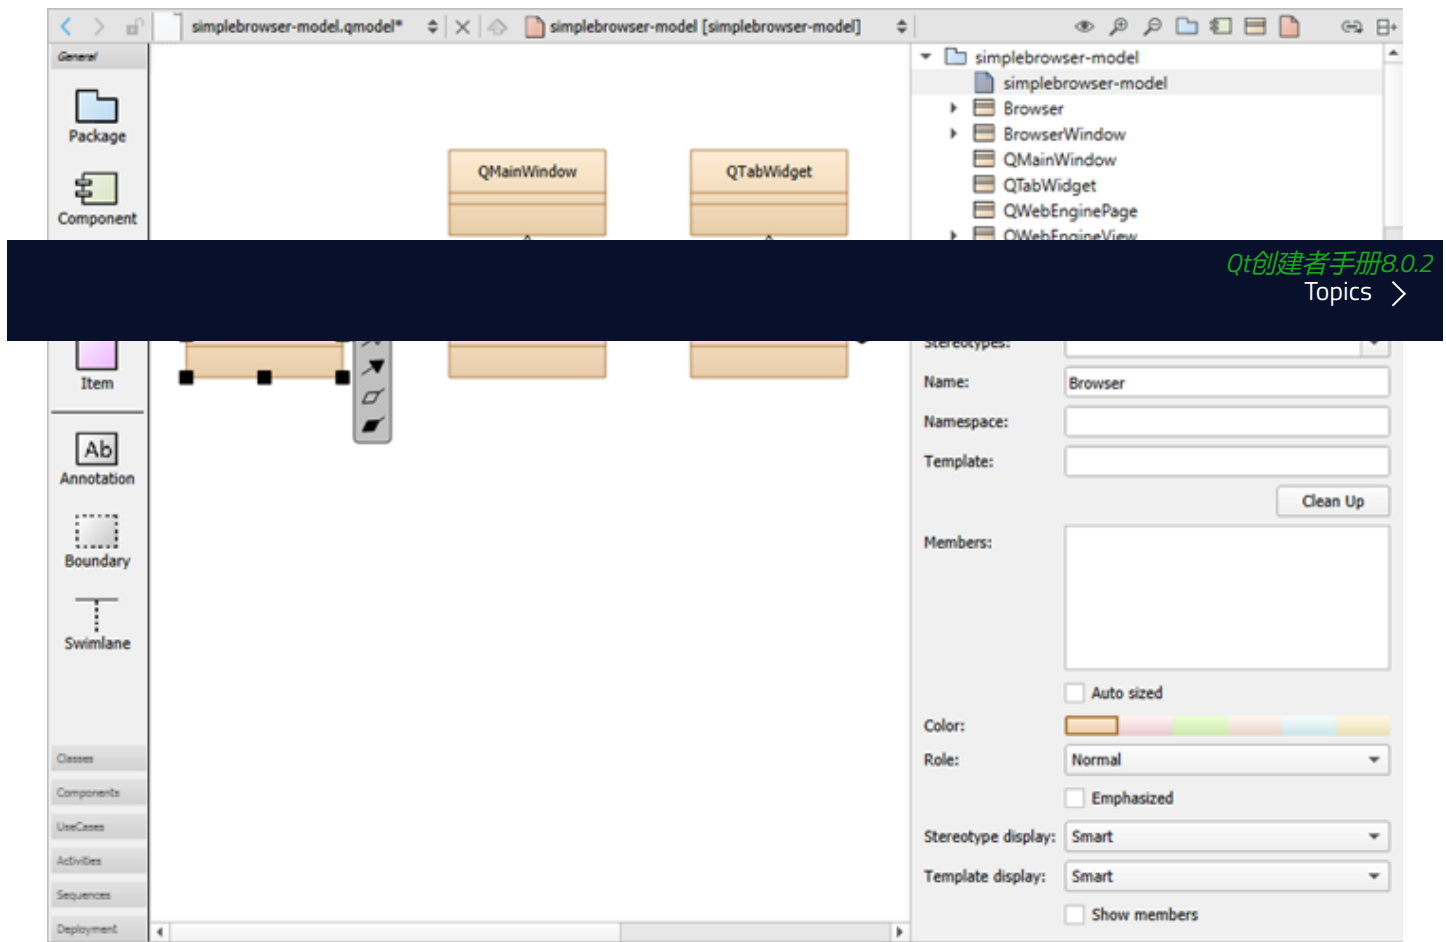 simplebrowser-model.qmodel*
simplebrowser-model [simplebrowser-model]
General
Package
Component
QMainWindow
QTabWidget
simplebrowser-model
simplebrowser-model
Browser
BrowserWindow
QMainWindow
QTabWidget
QWebEnginePage
QWebEngineView
Qt创建者手册8.0.2
Topics
Item
Ab
Annotation
Boundary
Swimlane
Classes
Components
UseCases
Activities
Sequences
Deployment
Stereotypes:
Name: Browser
Namespace:
Template:
Clean Up
Members:
Auto sized
Color:
Role: Normal
Emphasized
Stereotype display: Smart
Template display: Smart
Show members